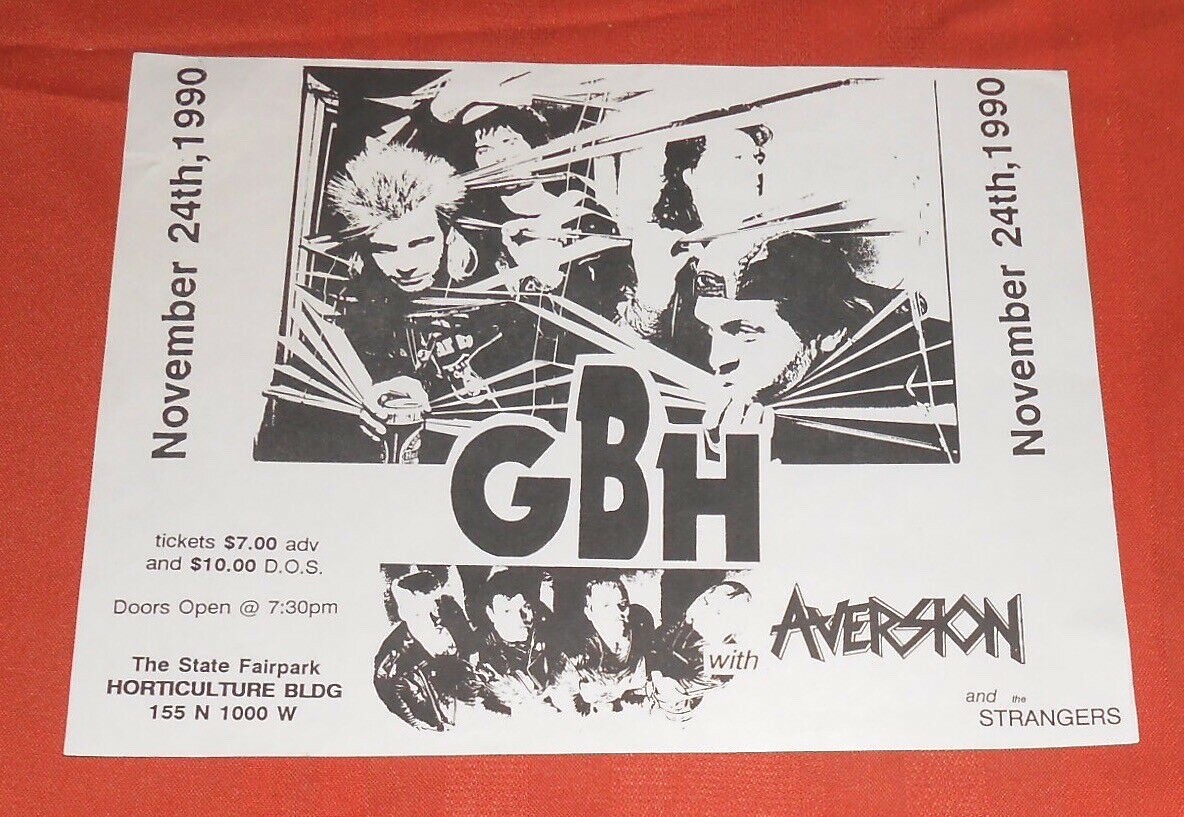 November 24th,1990
November 24th,1990
GBH
tickets $7.00 adv
and $10.00 D.O.S.
Doors Open @ 7:30pm
The State Fairpark
HORTICULTURE BLDG
155 N 1000 W
with AVERSION
and the
STRANGERS